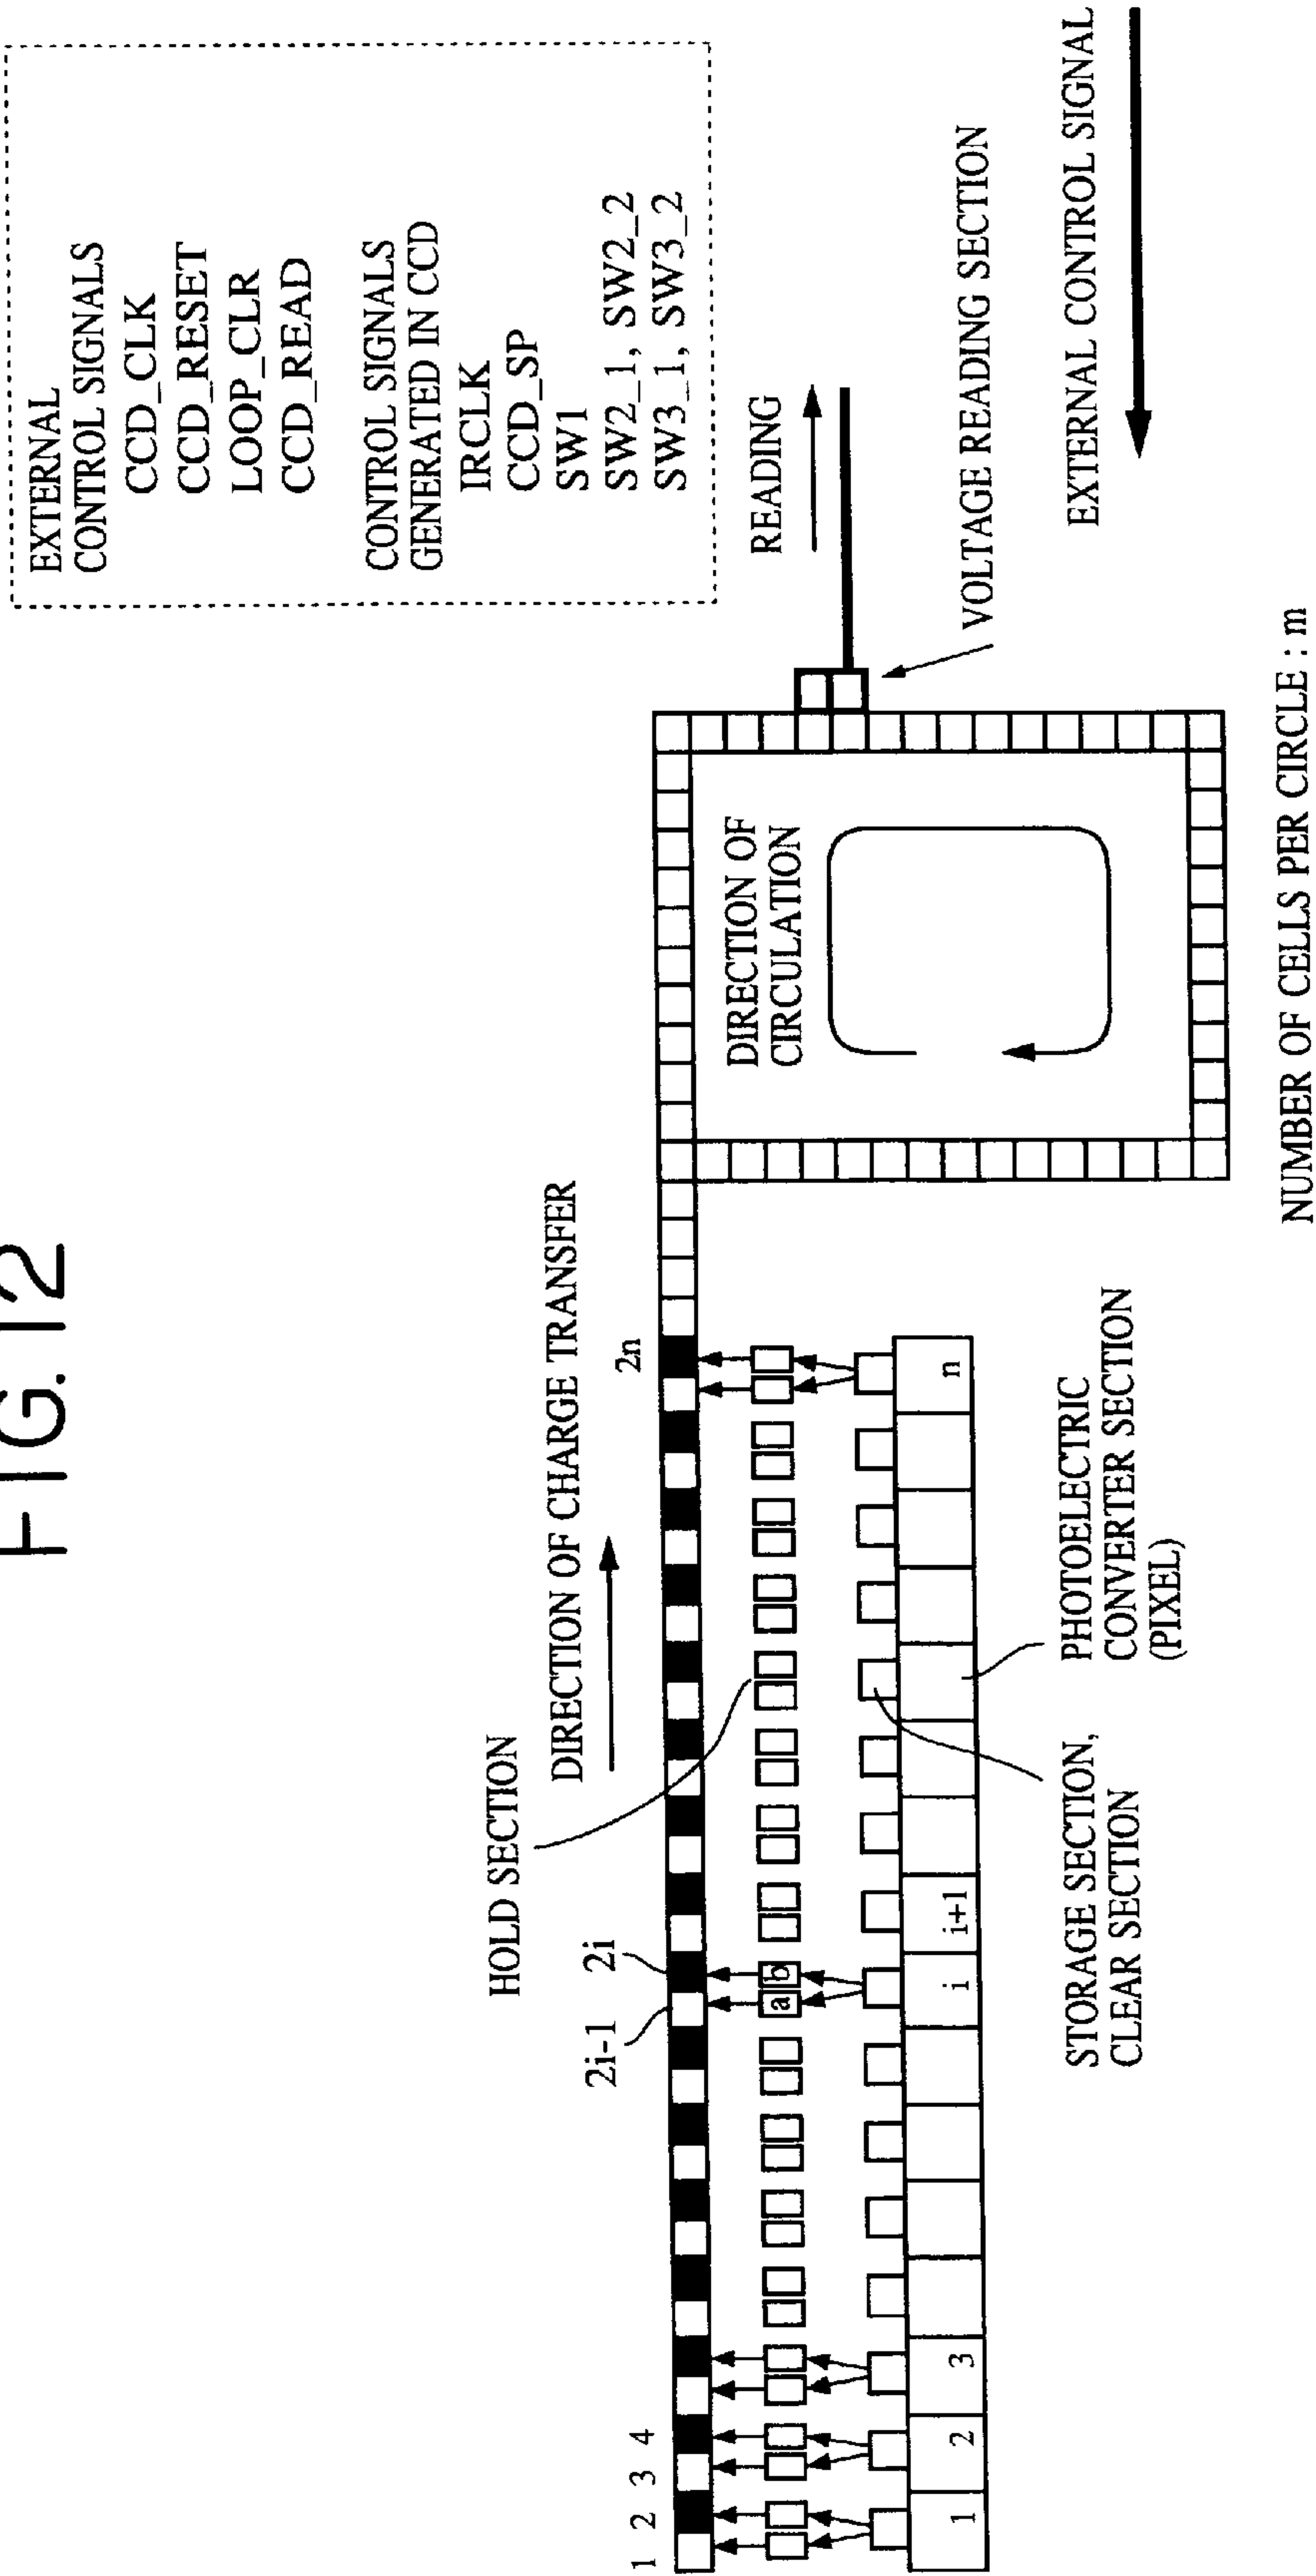 FIG. 12
EXTERNAL
CONTROL SIGNALS
CCD_CLK
CCD_RESET
LOOP_CLR
CCD_READ
CONTROL SIGNALS
GENERATED IN CCD
IRCLK
CCD_SP
SW1
SW2_1, SW2_2
SW3_1, SW3_2
HOLD SECTION
DIRECTION OF CHARGE TRANSFER
READING
1 2 3 4
2i-1 2i
2n
DIRECTION OF
CIRCULATION
a b
VOLTAGE READING SECTION
1 2 3 i i+1 n
EXTERNAL CONTROL SIGNAL
STORAGE SECTION,
CLEAR SECTION
PHOTOELECTRIC
CONVERTER SECTION
(PIXEL)
NUMBER OF CELLS PER CIRCLE : m